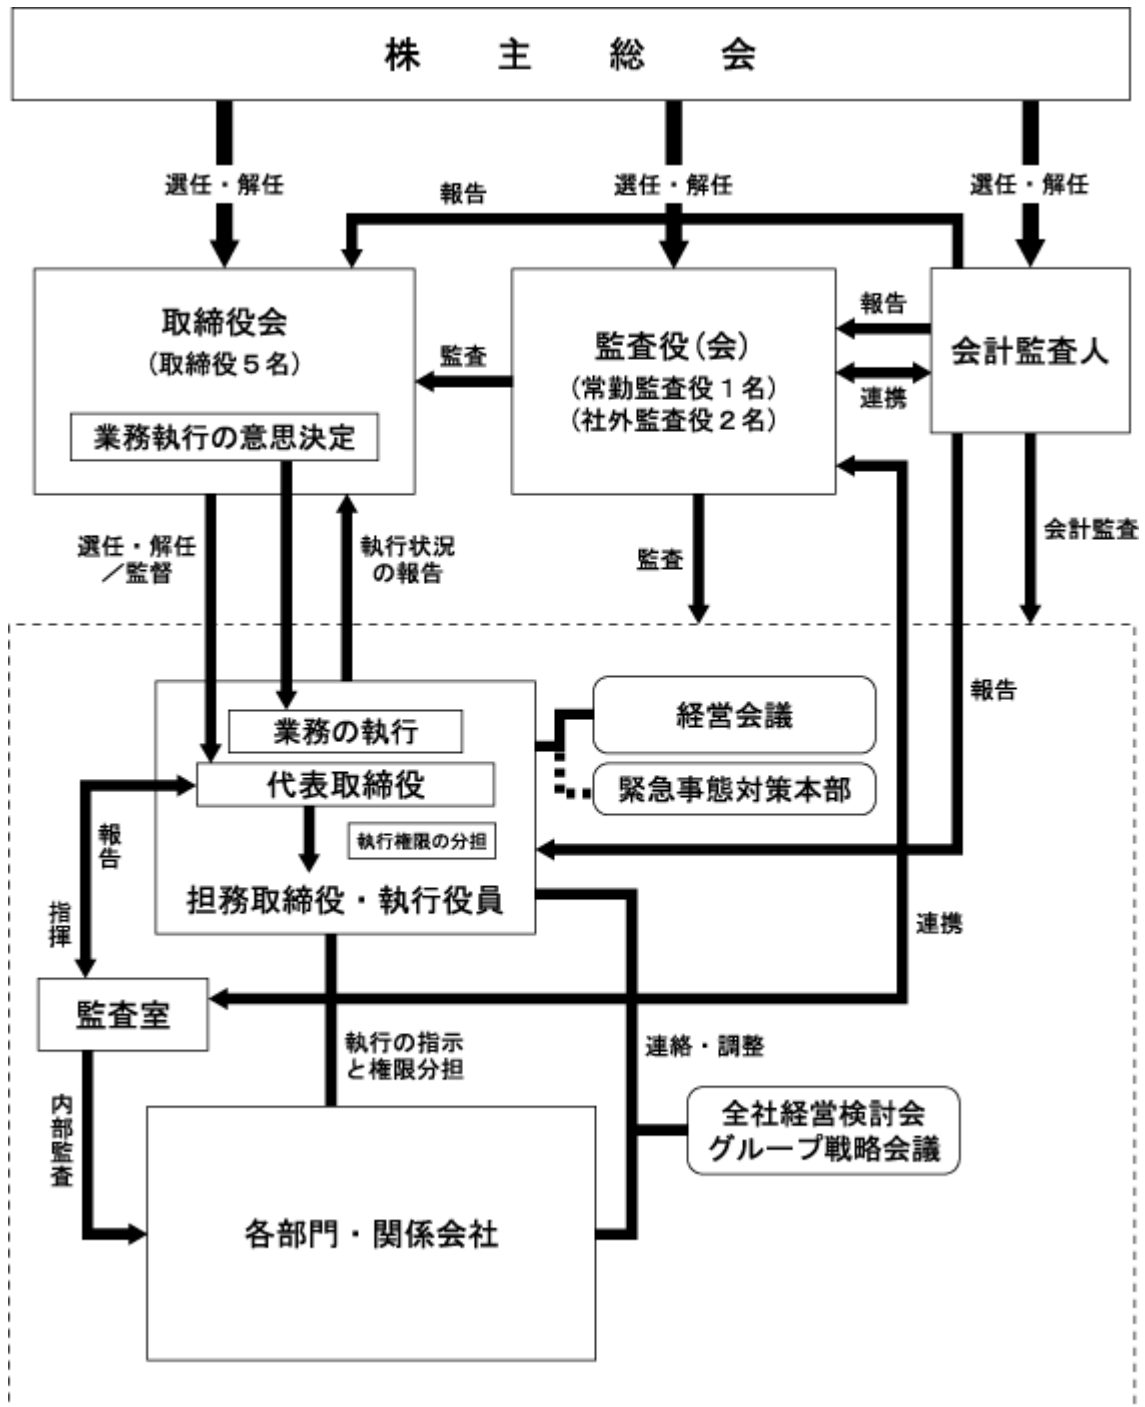 株主総会
選任・解任
選任・解任
選任・解任
報告
取締役会
（取締役５名）
業務執行の意思決定
監査
監査役（会）
（常勤監査役１名）
（社外監査役２名）
報告
連携
会計監査人
選任・解任
／監督
執行状況
の報告
監査
会計監査
報告
業務の執行
代表取締役
執行権限の分担
担務取締役・執行役員
経営会議
緊急事態対策本部
報告
指揮
連携
監査室
執行の指示
と権限分担
連絡・調整
内部監査
全社経営検討会
グループ戦略会議
各部門・関係会社